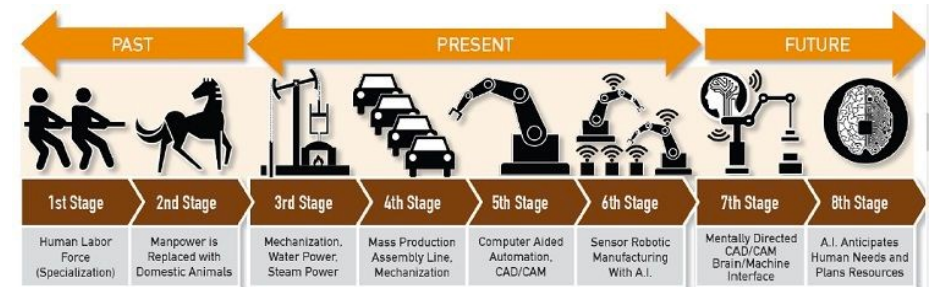 PAST
PRESENT
FUTURE
1st Stage
2nd Stage
3rd Stage
4th Stage
5th Stage
6th Stage
7th Stage
8th Stage
Human Labor
Force
(Specialization)
Manpower is
Replaced with
Domestic Animals
Mechanization,
Water Power,
Steam Power
Mass Production
Assembly Line,
Mechanization
Computer Aided
Automation,
CAD/CAM
Sensor Robotic
Manufacturing
With A.I.
Mentally Directed
CAD/CAM
Brain/Machine
Interface
A.I. Anticipates
Human Needs and
Plans Resources